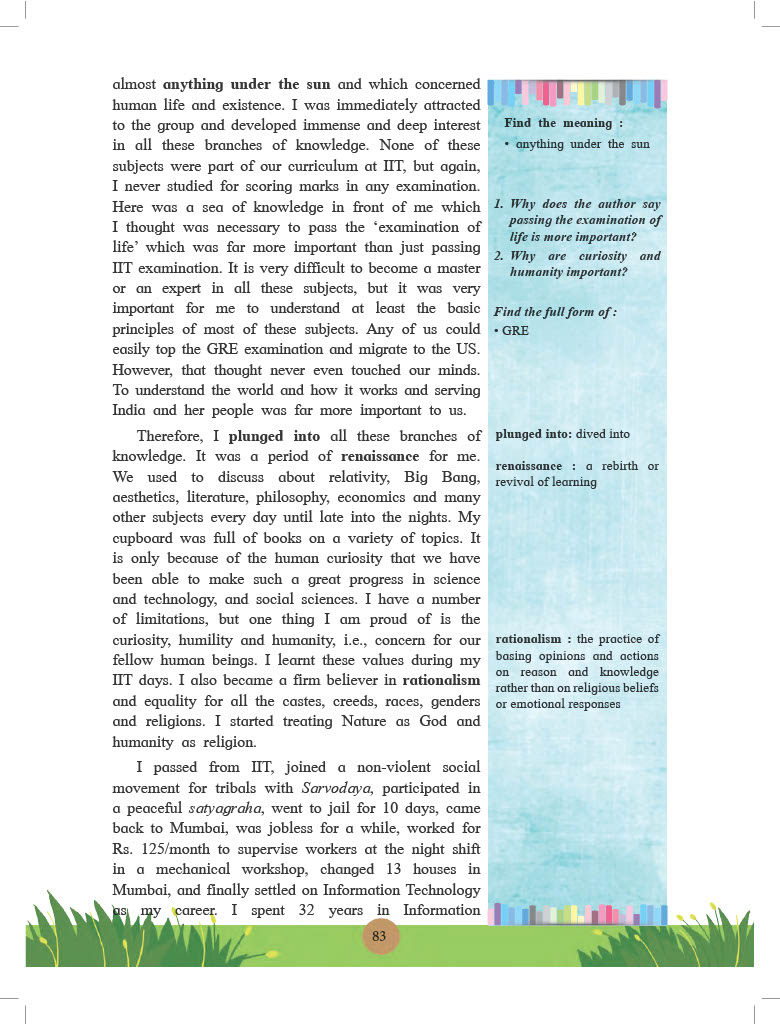 almost anything under the sun and which concerned
human life and existence. I was immediately attracted
to the group and developed immense and deep interest
in all these branches of knowledge. None of these
subjects were part of our curriculum at IIT, but again,
I never studied for scoring marks in any examination.
Here was a sea of knowledge in front of me which
I thought was necessary to pass the ‘examination of
life’ which was far more important than just passing
IIT examination. It is very difficult to become a master
or an expert in all these subjects, but it was very
important for me to understand at least the basic
principles of most of these subjects. Any of us could
easily top the GRE examination and migrate to the US.
However, that thought never even touched our minds.
To understand the world and how it works and serving
India and her people was far more important to us.
Therefore, I plunged into all these branches of
knowledge. It was a period of renaissance for me.
We used to discuss about relativity, Big Bang,
aesthetics, literature, philosophy, economics and many
other subjects every day until late into the nights. My
cupboard was full of books on a variety of topics. It
is only because of the human curiosity that we have
been able to make such a great progress in science
and technology, and social sciences. I have a number
of limitations, but one thing I am proud of is the
curiosity, humility and humanity, i.e., concern for our
fellow human beings. I learnt these values during my
IIT days. I also became a firm believer in rationalism
and equality for all the castes, creeds, races, genders
and religions. I started treating Nature as God and
humanity as religion.
I passed from IIT, joined a non-violent social
movement for tribals with Sarvodaya, participated in
a peaceful satyagraha, went to jail for 10 days, came
back to Mumbai, was jobless for a while, worked for
Rs. 125/month to supervise workers at the night shift
in a mechanical workshop, changed 13 houses in
Mumbai, and finally settled on Information Technology
as my career. I spent 32 years in Information
Find the meaning :
• anything under the sun
1. Why does the author say
passing the examination of
life is more important?
2. Why are curiosity and
humanity important?
Find the full form of :
• GRE
plunged into: dived into
renaissance : a rebirth or
revival of learning
rationalism : the practice of
basing opinions and actions
on reason and knowledge
rather than on religious beliefs
or emotional responses
83